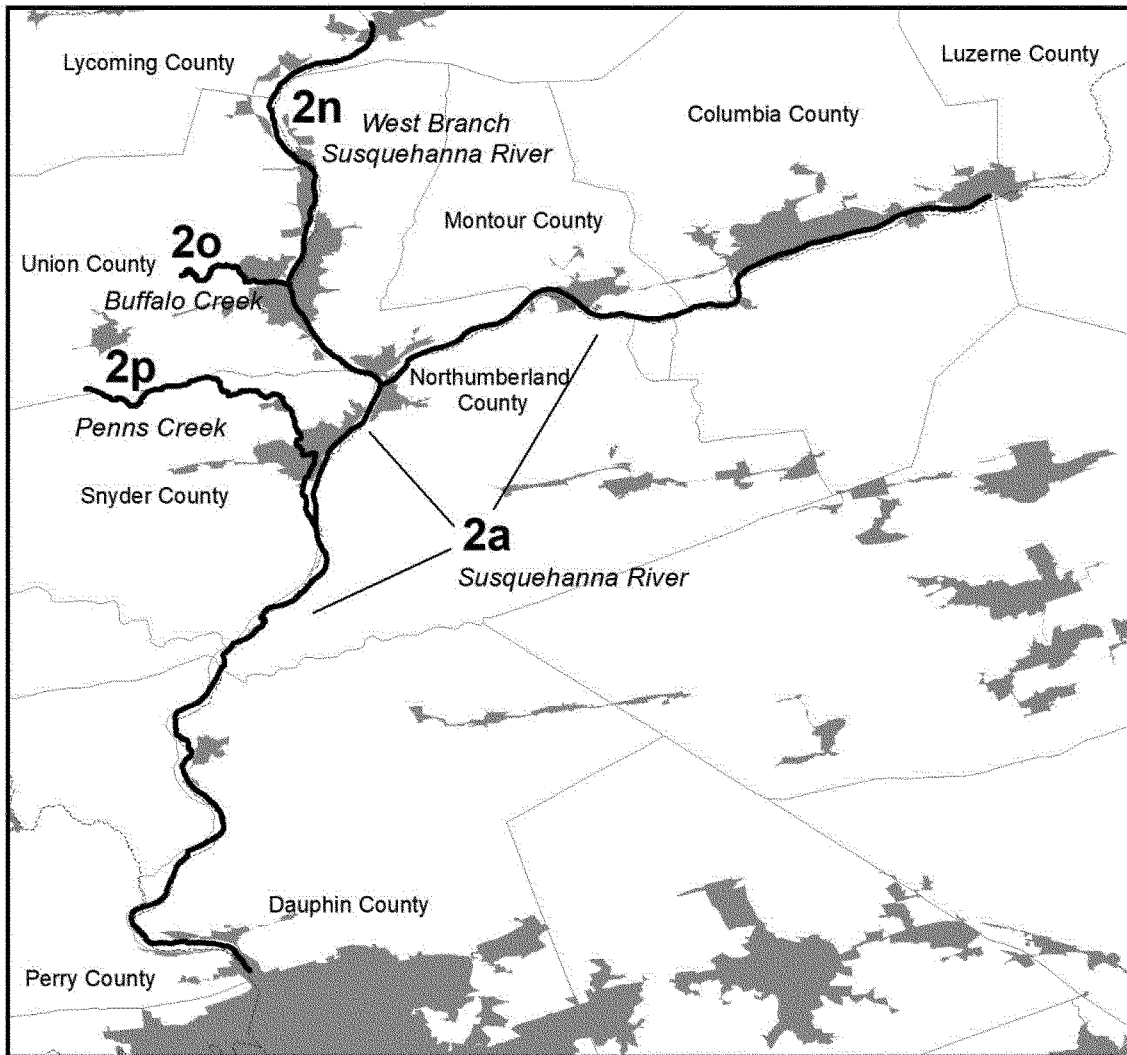 Lycoming County
Luzerne County
2n
West Branch
Susquehanna River
Columbia County
Montour County
2o
Union County
Buffalo Creek
2p
Northumberland
County
Penns Creek
Snyder County
2a
Susquehanna River
Dauphin County
Perry County